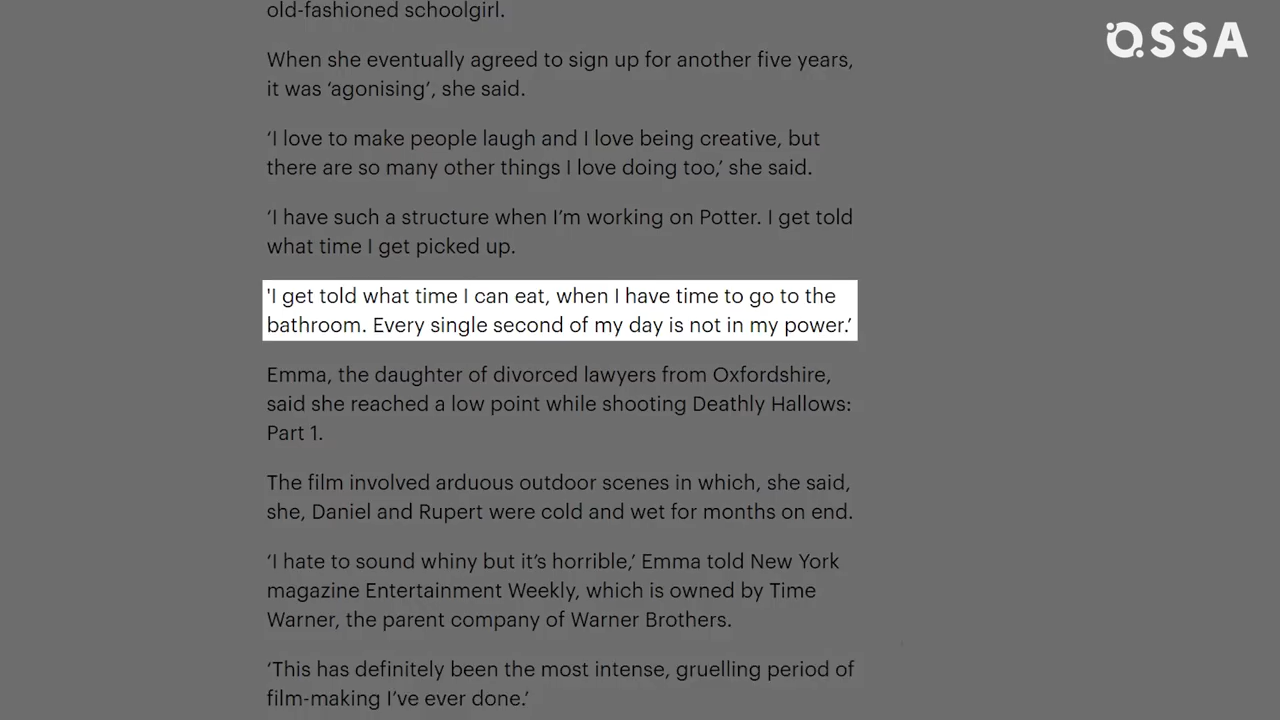 old-fashioned schoolgirl.
QSSA
When she eventually agreed to sign up for another five years,
it was ‘agonising’, she said.
‘I love to make people laugh and I love being creative, but
there are so many other things I love doing too,’ she said.
‘I have such a structure when I’m working on Potter. I get told
what time I get picked up.
'I get told what time I can eat, when I have time to go to the
bathroom. Every single second of my day is not in my power.’
Emma, the daughter of divorced lawyers from Oxfordshire,
said she reached a low point while shooting Deathly Hallows:
Part 1.
The film involved arduous outdoor scenes in which, she said,
she, Daniel and Rupert were cold and wet for months on end.
‘I hate to sound whiny but it’s horrible,’ Emma told New York
magazine Entertainment Weekly, which is owned by Time
Warner, the parent company of Warner Brothers.
‘This has definitely been the most intense, gruelling period of
film-making I’ve ever done.’